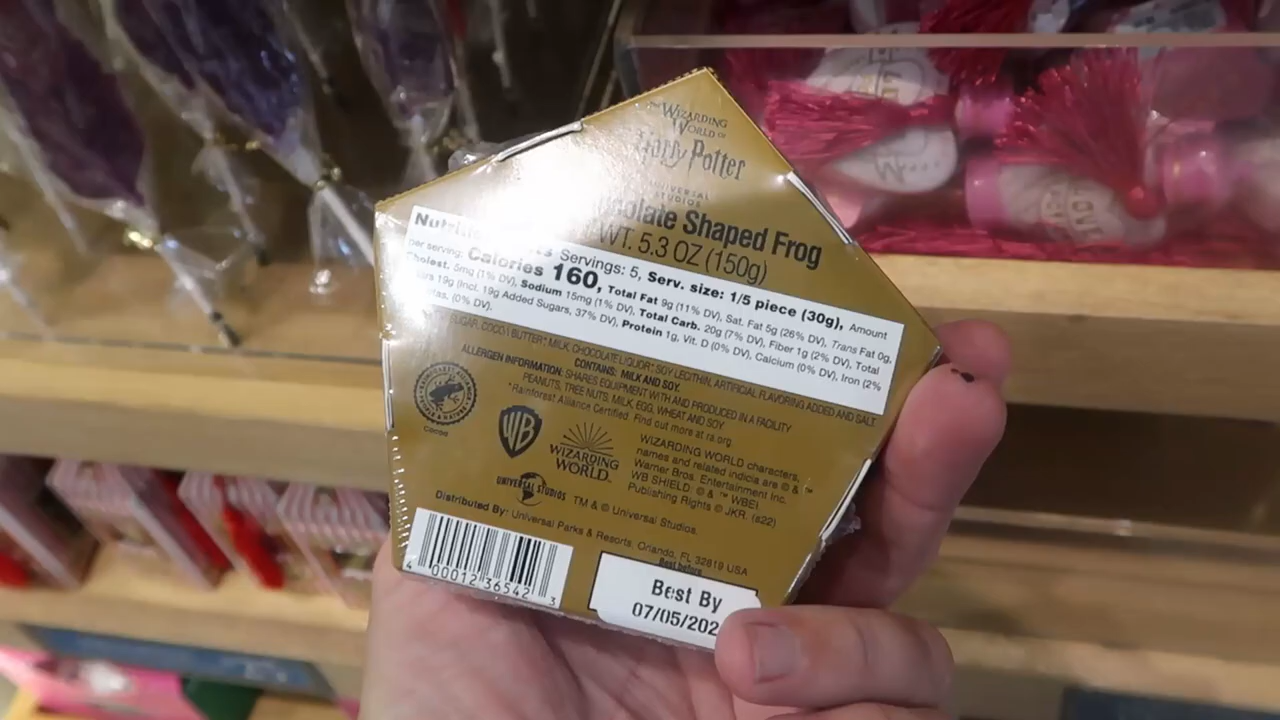 THE WIZARDING
WORLD OF
Harry Potter
UNIVERSAL
STUDIOS
Shaped Frog
WT. 5.3 OZ (150g)
Servings: 5, Serv. size: 1/5 piece (30g), Amount
per serving: Calories 160, Total Fat 9g (11% DV), Sat. Fat 5g (26% DV), Trans Fat 0g,
Cholest. 5mg (1% DV), Sodium 15mg (1% DV), Total Carb. 20g (7% DV), Fiber 1g (2% DV), Total
19g (Incl. 19g Added Sugars, 37% DV), Protein 1g, Vit. D (0% DV), Calcium (0% DV), Iron (2%
(0% DV).
SUGAR, COCOA BUTTER*, MILK, CHOCOLATE LIQUOR*, SOY LECITHIN, ARTIFICIAL FLAVORING ADDED AND SALT.
CONTAINS: MILK AND SOY.
ALLERGEN INFORMATION: SHARES EQUIPMENT WITH AND PRODUCED IN A FACILITY
PEANUTS, TREE NUTS, MILK, EGG, WHEAT AND SOY
*Rainforest Alliance Certified. Find out more at ra.org
Cocoa
WB
WIZARDING
WORLD
WIZARDING WORLD characters,
names and related indicia are © & ™
Warner Bros. Entertainment Inc.
WB SHIELD: © & ™ WBEI.
Publishing Rights © JKR. (s22)
UNIVERSAL STUDIOS
TM & © Universal Studios.
Distributed By: Universal Parks & Resorts, Orlando, FL 32819 USA
Best before
4 00012 36542 3
Best By
07/05/202
LOVE